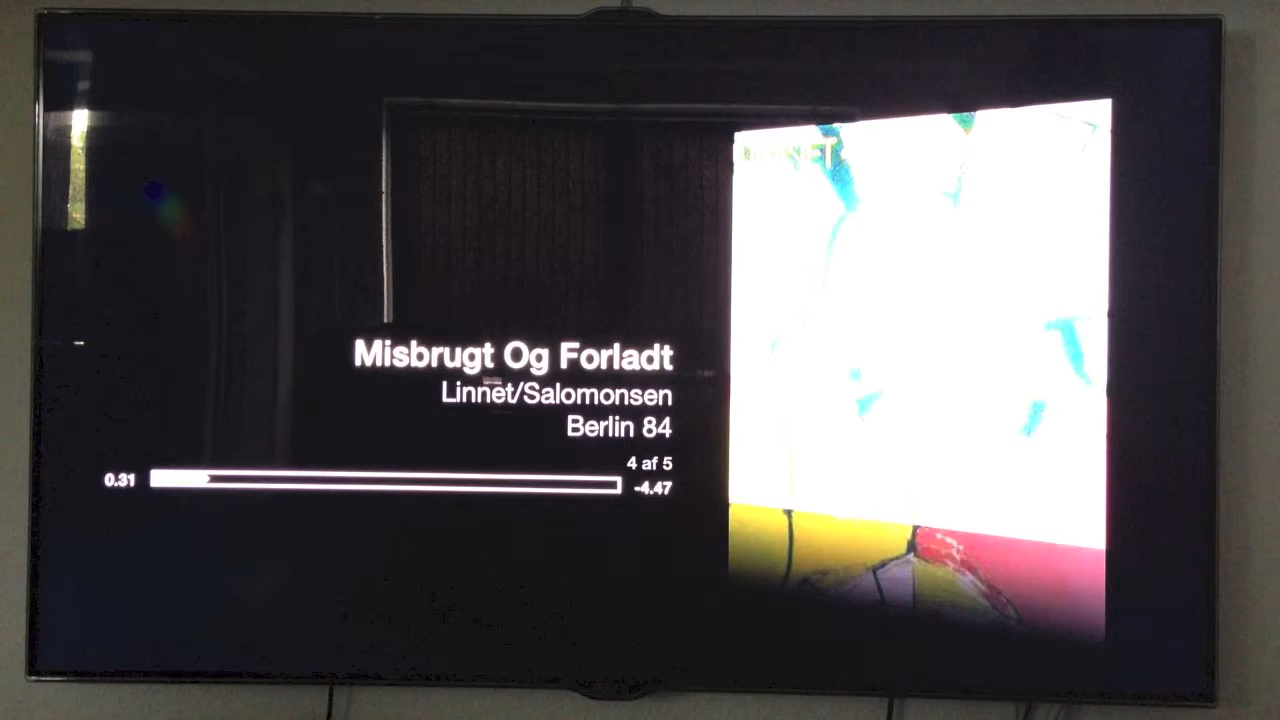 Misbrugt Og Forladt
Linnet/Salomonsen
Berlin 84
4 af 5
0.31
-4.47